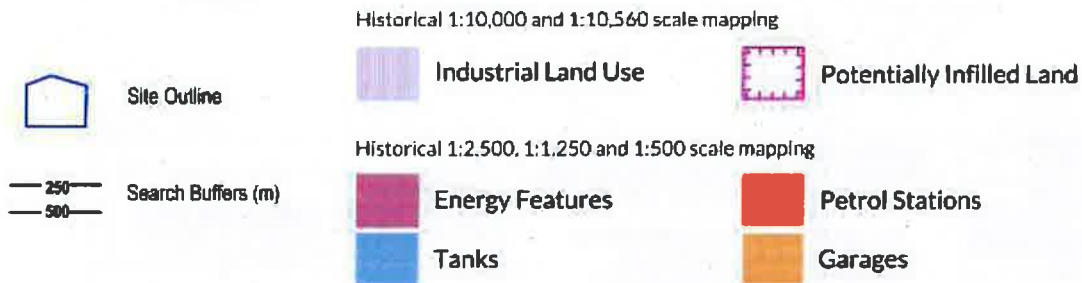 Historical 1:10,000 and 1:10,560 scale mapping
Industrial Land Use
Potentially Infilled Land
Site Outline
Historical 1:2,500, 1:1,250 and 1:500 scale mapping
250
500
Search Buffers (m)
Energy Features
Petrol Stations
Tanks
Garages